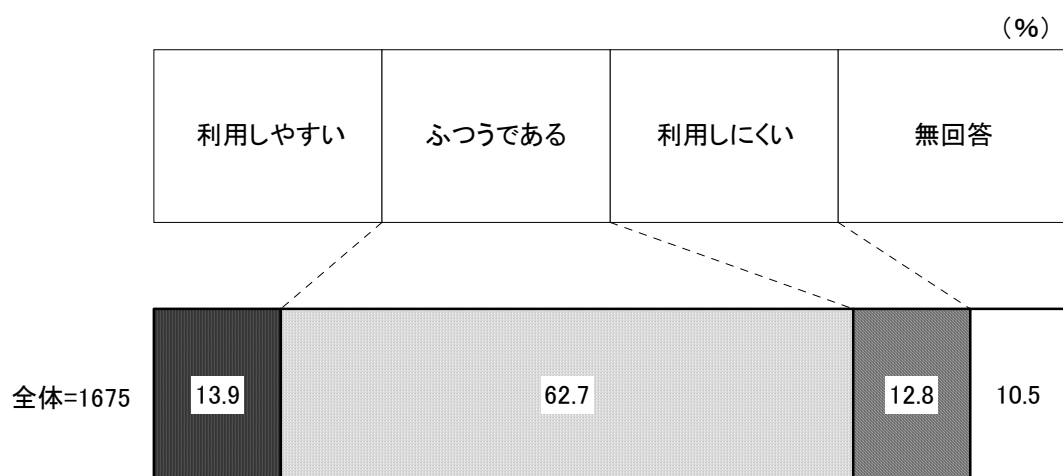 （%）
利用しやすい
ふつうである
利用しにくい
無回答
全体=1675
13.9
62.7
12.8
10.5